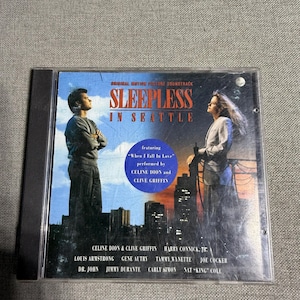 ORIGINAL MOTION PICTURE SOUNDTRACK
SLEEPLESS
IN SEATTLE
featuring
"When I Fall In Love"
performed by
CELINE DION and
CLIVE GRIFFIN
CELINE DION & CLIVE GRIFFIN HARRY CONNICK, JR.
LOUIS ARMSTRONG GENE AUTRY TAMMY WYNETTE JOE COCKER
DR. JOHN JIMMY DURANTE CARLY SIMON NAT "KING" COLE